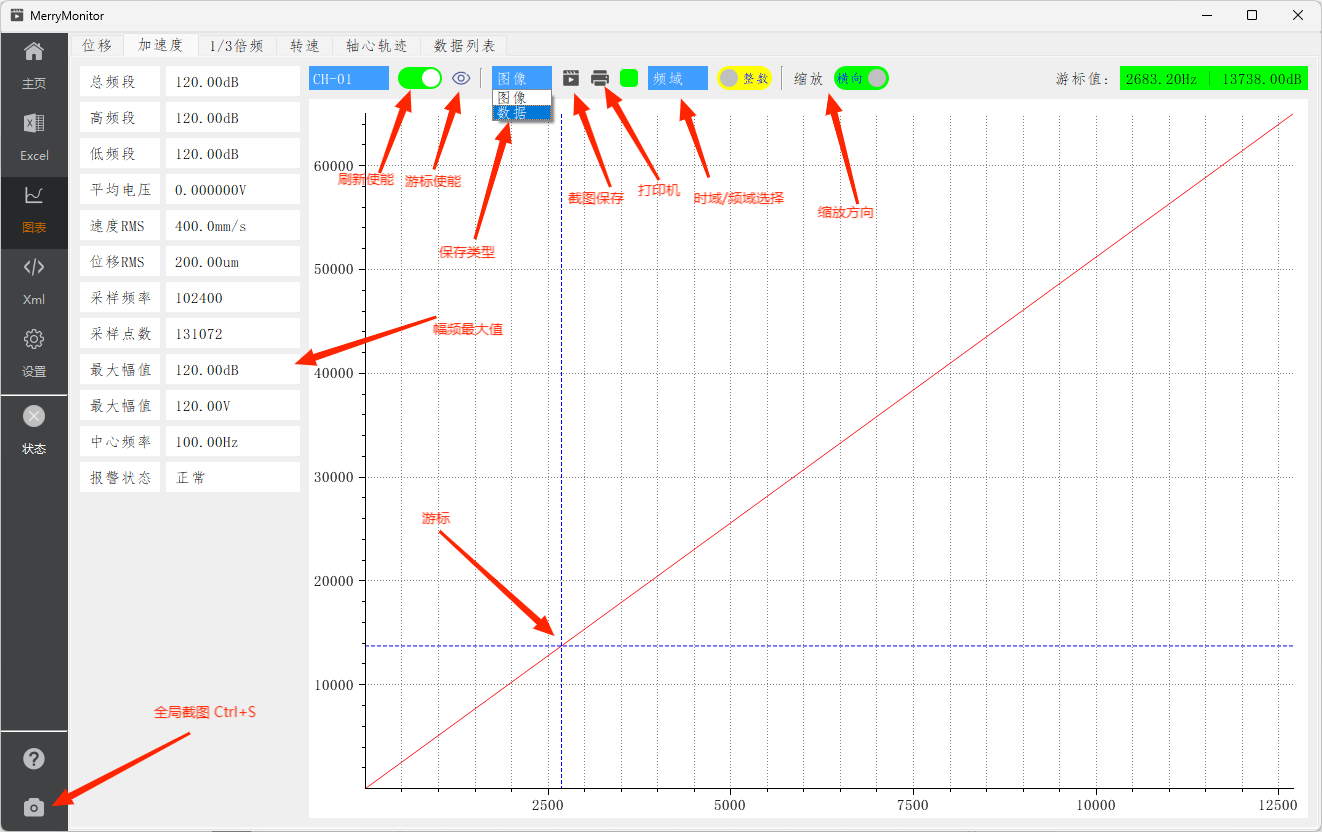 MerryMonitor
位移 加速度 1/3倍频 转速 轴心轨迹 数据列表
主页
Excel
图表
Xml
设置
状态
总频段 120.00dB
高频段 120.00dB
低频段 120.00dB
平均电压 0.000000V
速度RMS 400.0mm/s
位移RMS 200.00um
采样频率 102400
采样点数 131072
最大幅值 120.00dB
最大幅值 120.00V
中心频率 100.00Hz
报警状态 正常
CH-01 图像 频域 整数 缩放 横向 游标值: 2683.20Hz | 13738.00dB
图像
数据
刷新使能 游标使能 截图保存 打印机 时域/频域选择 缩放方向
保存类型
幅频最大值
游标
全局截图 Ctrl+S
60000
50000
40000
30000
20000
10000
2500 5000 7500 10000 12500